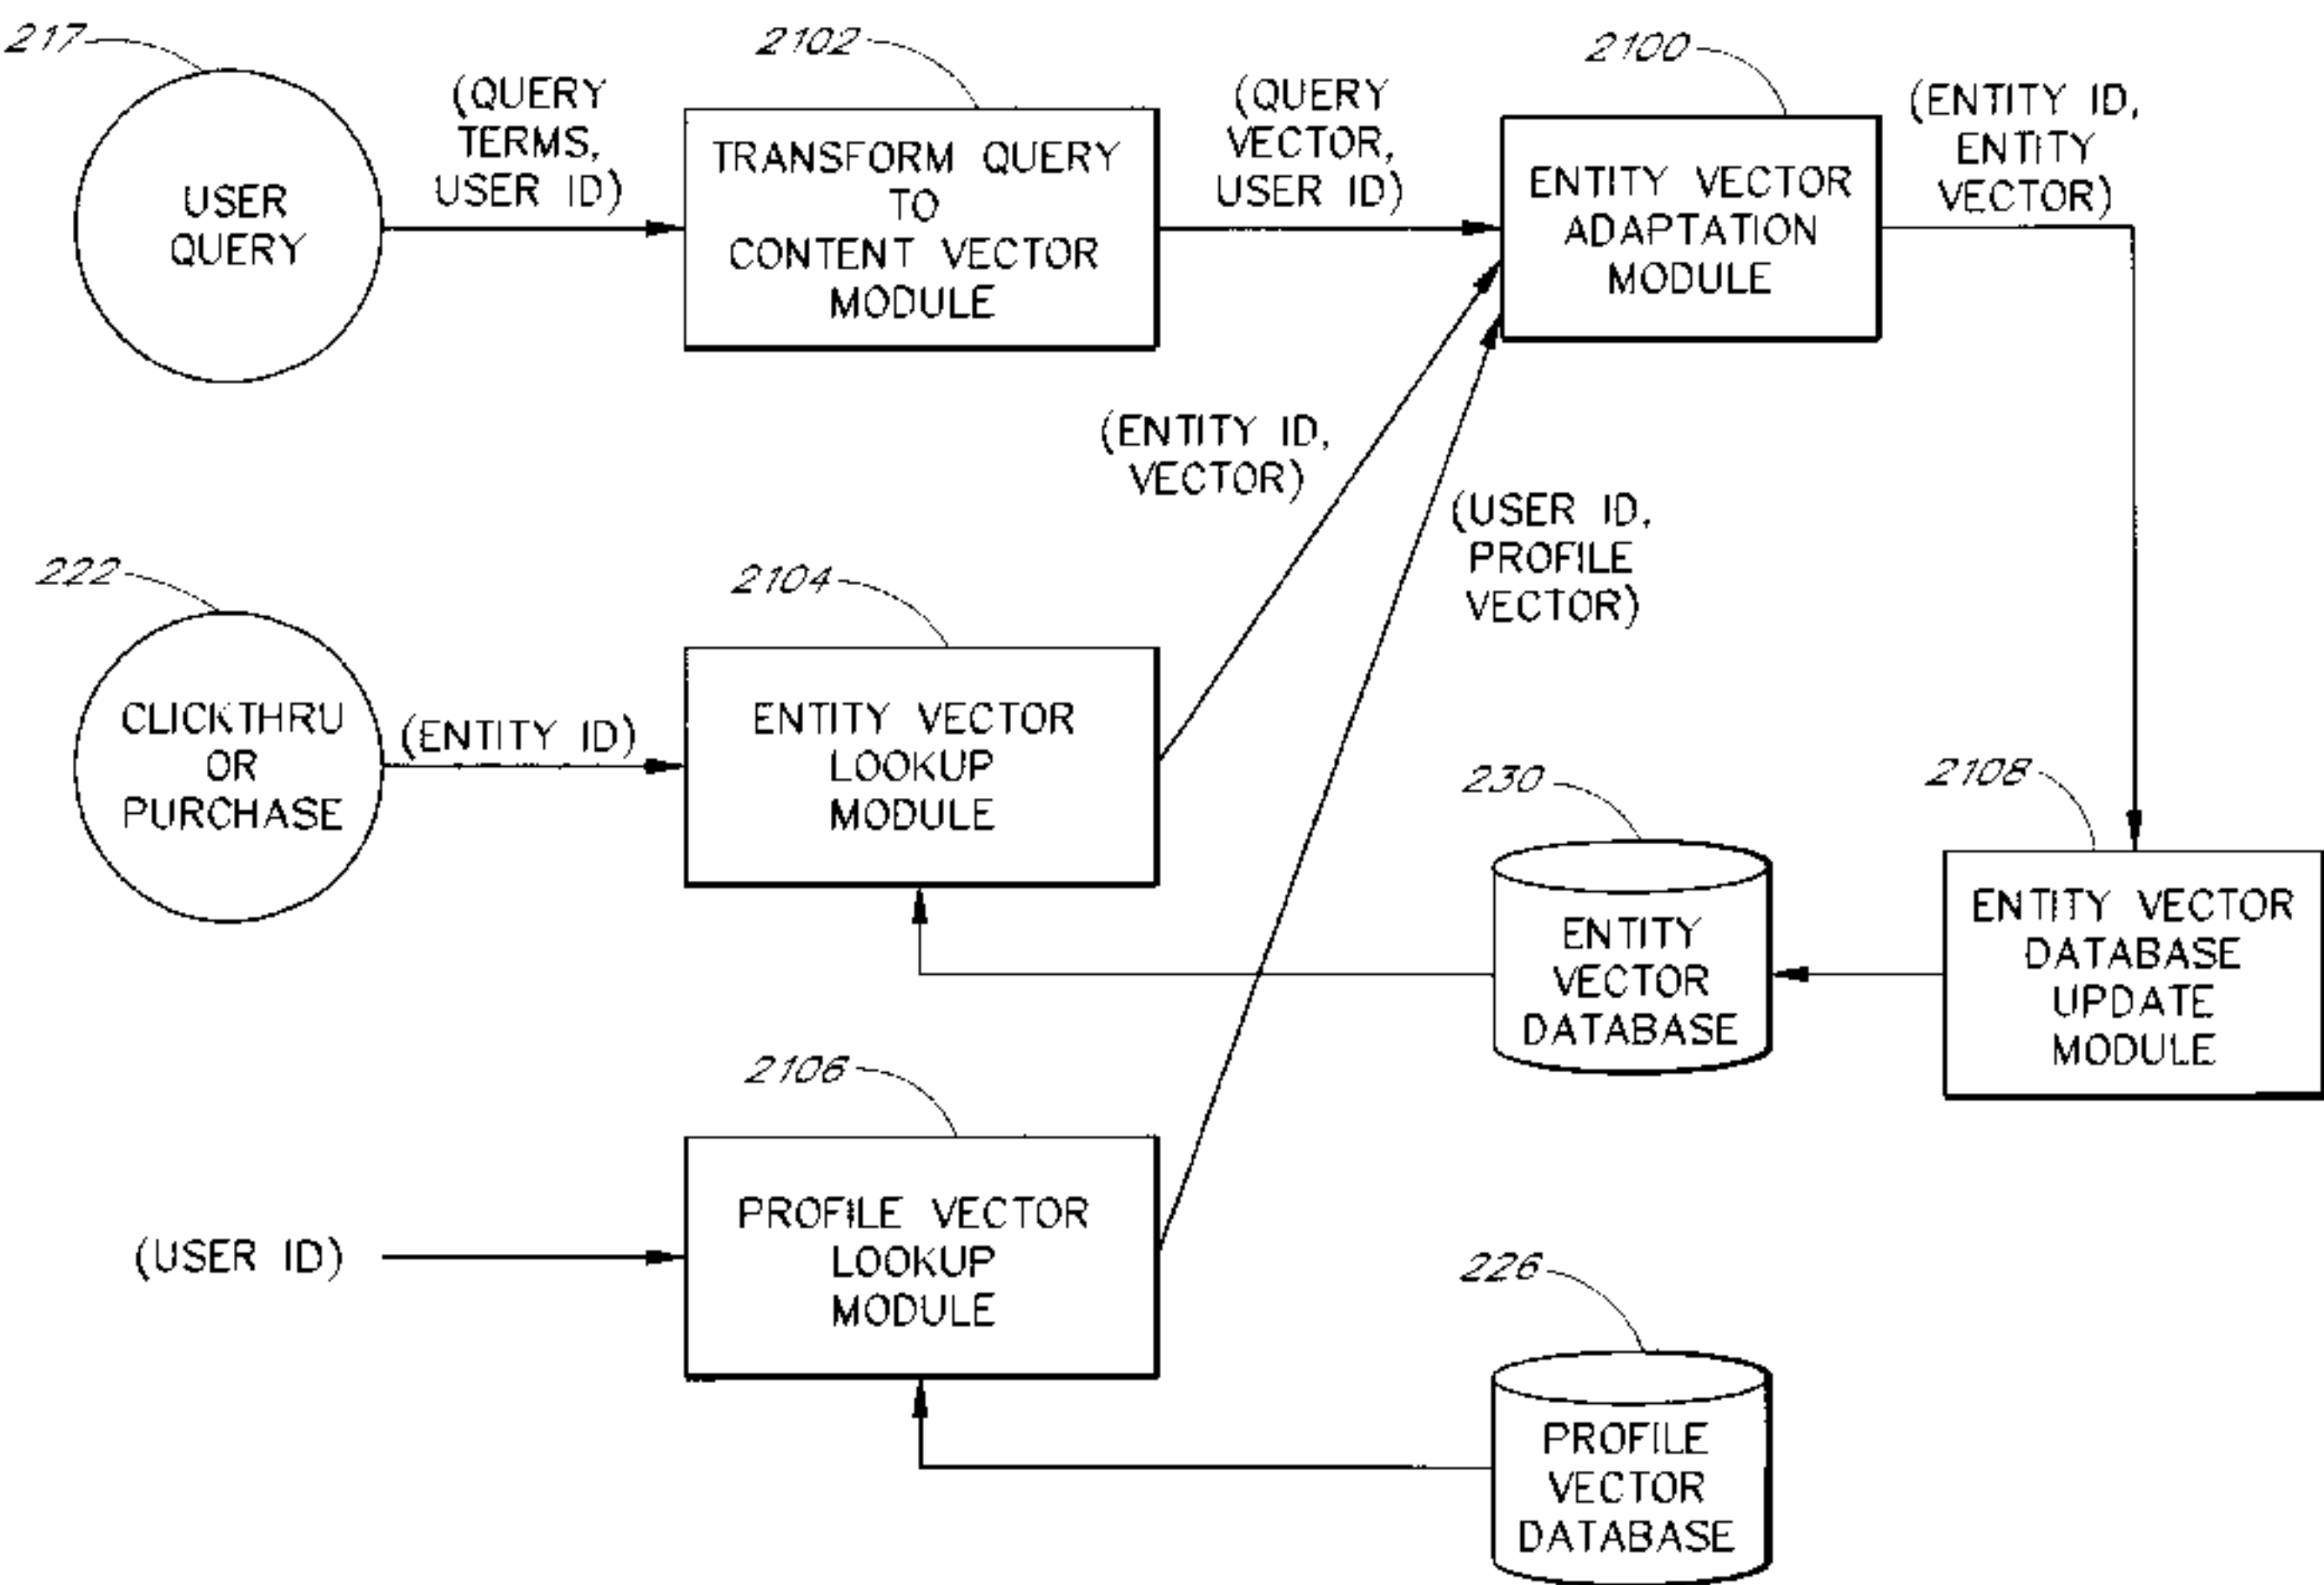 217
2102
2100
(QUERY
TERMS,
USER ID)
(QUERY
VECTOR,
USER ID)
(ENTITY ID,
ENTITY
VECTOR)
USER
QUERY
TRANSFORM QUERY
TO
CONTENT VECTOR
MODULE
ENTITY VECTOR
ADAPTATION
MODULE
(ENTITY ID,
VECTOR)
(USER ID,
PROFILE
VECTOR)
222
2104
CLICKTHRU
OR
PURCHASE
(ENTITY ID)
ENTITY VECTOR
LOOKUP
MODULE
230
2108
ENTITY
VECTOR
DATABASE
ENTITY VECTOR
DATABASE
UPDATE
MODULE
2106
(USER ID)
PROFILE VECTOR
LOOKUP
MODULE
226
PROFILE
VECTOR
DATABASE